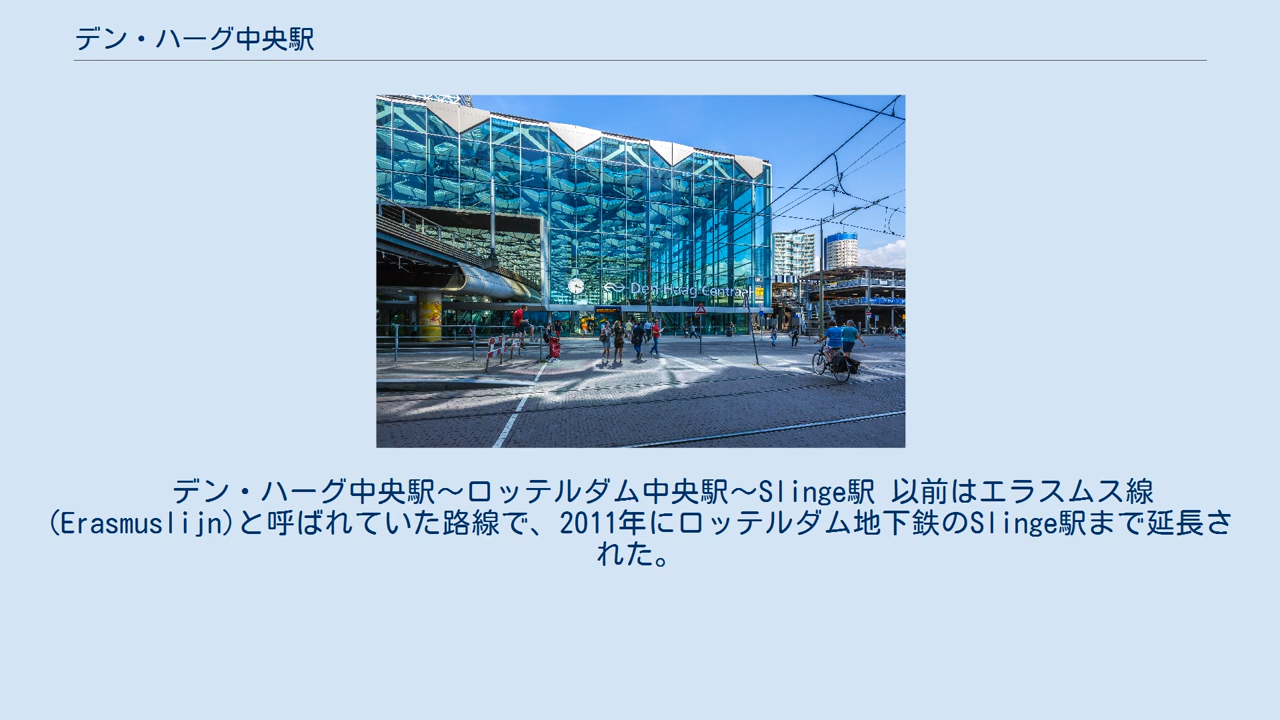 デン・ハーグ中央駅
Den Haag Centraal
デン・ハーグ中央駅～ロッテルダム中央駅～Slinge駅 以前はエラスムス線
(Erasmuslijn)と呼ばれていた路線で、2011年にロッテルダム地下鉄のSlinge駅まで延長さ
れた。